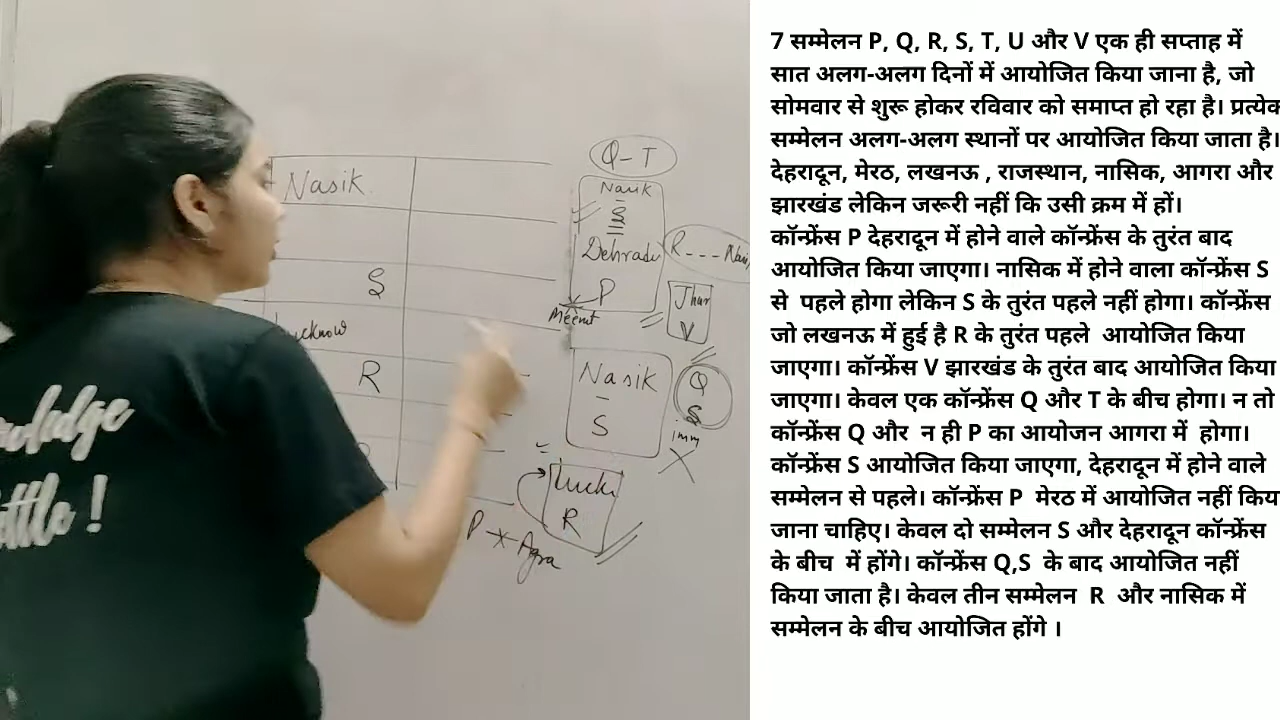 7 सम्मेलन P, Q, R, S, T, U और V एक ही सप्ताह में
सात अलग-अलग दिनों में आयोजित किया जाना है, जो
सोमवार से शुरू होकर रविवार को समाप्त हो रहा है। प्रत्येक
सम्मेलन अलग-अलग स्थानों पर आयोजित किया जाता है।
देहरादून, मेरठ, लखनऊ , राजस्थान, नासिक, आगरा और
झारखंड लेकिन जरूरी नहीं कि उसी क्रम में हों।
कॉन्फ्रेंस P देहरादून में होने वाले कॉन्फ्रेंस के तुरंत बाद
आयोजित किया जाएगा। नासिक में होने वाला कॉन्फ्रेंस S
से पहले होगा लेकिन S के तुरंत पहले नहीं होगा। कॉन्फ्रेंस
जो लखनऊ में हुई है R के तुरंत पहले आयोजित किया
जाएगा। कॉन्फ्रेंस V झारखंड के तुरंत बाद आयोजित किया
जाएगा। केवल एक कॉन्फ्रेंस Q और T के बीच होगा। न तो
कॉन्फ्रेंस Q और न ही P का आयोजन आगरा में होगा।
कॉन्फ्रेंस S आयोजित किया जाएगा, देहरादून में होने वाले
सम्मेलन से पहले। कॉन्फ्रेंस P मेरठ में आयोजित नहीं किय
जाना चाहिए। केवल दो सम्मेलन S और देहरादून कॉन्फ्रेंस
के बीच में होंगे। कॉन्फ्रेंस Q,S के बाद आयोजित नहीं
किया जाता है। केवल तीन सम्मेलन R और नासिक में
सम्मेलन के बीच आयोजित होंगे ।
Nasik
S
R
Q-T
Nasik
S
Dehradu
P
Meerut
R---Nasi
Jhar
V
Nasik
S
Q
S
imm
Luck
R
P Agra